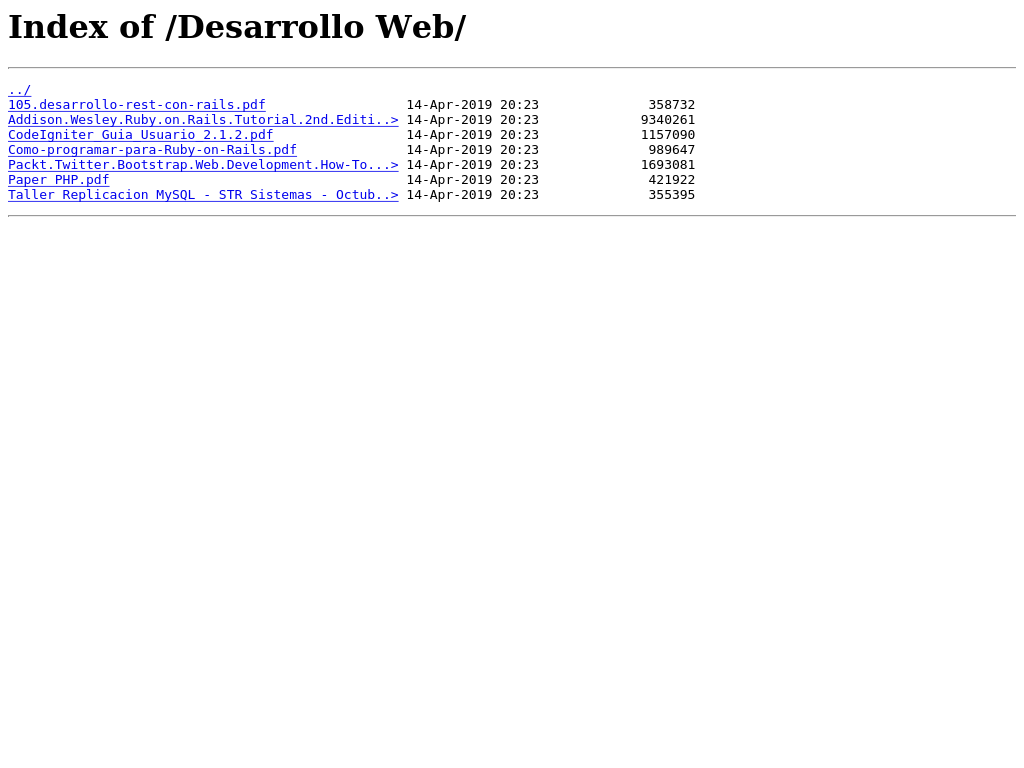 Index of /Desarrollo Web/
../
105.desarrollo-rest-con-rails.pdf 14-Apr-2019 20:23 358732
Addison.Wesley.Ruby.on.Rails.Tutorial.2nd.Editi..> 14-Apr-2019 20:23 9340261
CodeIgniter Guia Usuario 2.1.2.pdf 14-Apr-2019 20:23 1157090
Como-programar-para-Ruby-on-Rails.pdf 14-Apr-2019 20:23 989647
Packt.Twitter.Bootstrap.Web.Development.How-To...> 14-Apr-2019 20:23 1693081
Paper PHP.pdf 14-Apr-2019 20:23 421922
Taller Replicacion MySQL - STR Sistemas - Octub..> 14-Apr-2019 20:23 355395